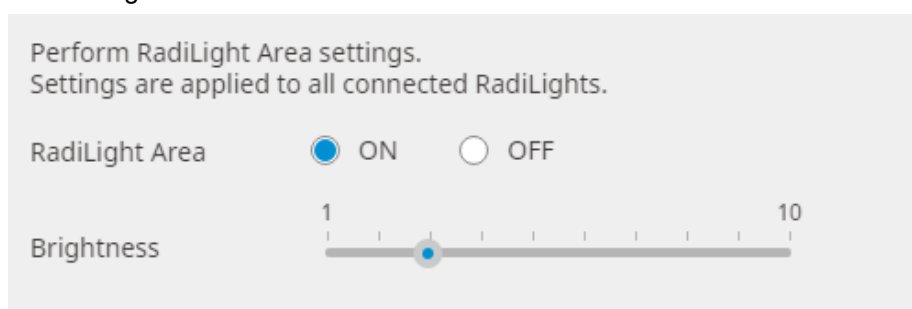 Perform RadiLight Area settings.
Settings are applied to all connected RadiLights.
RadiLight Area ON OFF
1 10
Brightness